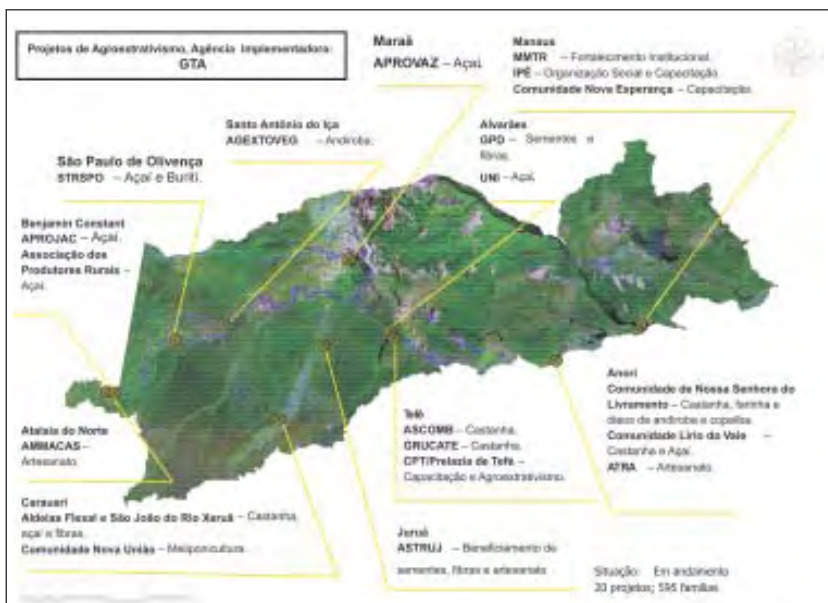 Projetos de Agroextrativismo, Agência Implementadora:
GTA
Maraã
APROVAZ – Açaí.
Manaus
MMTR – Fortalecimento Institucional.
IPÊ – Organização Social e Capacitação.
Comunidade Nova Esperança – Capacitação.
Santo Antônio do Iça
AGEXTOVEG – Andiroba.
Alvarães
GPD – Sementes e
fibras.
UNI – Açaí.
São Paulo de Olivença
STRSPO – Açaí e Buriti.
Benjamin Constant
APROJAC – Açaí.
Associação dos
Produtores Rurais –
Açaí.
Atalaia do Norte
AMMACAS –
Artesanato.
Tefé
ASCOMB – Castanha.
GRUCATE – Castanha.
CPT/Prelazia de Tefé –
Capacitação e Agroextrativismo.
Anori
Comunidade de Nossa Senhora do
Livramento – Castanha, farinha e
óleos de andiroba e copaíba.
Comunidade Lírio do Vale –
Castanha e Açaí.
ATRA – Artesanato.
Carauari
Aldeias Flexal e São João do Rio Xeruã – Castanha,
açaí e fibras.
Comunidade Nova União – Meliponicultura.
Juruá
ASTRUJ – Beneficiamento de
sementes, fibras e artesanato
Situação: Em andamento
20 projetos; 595 famílias